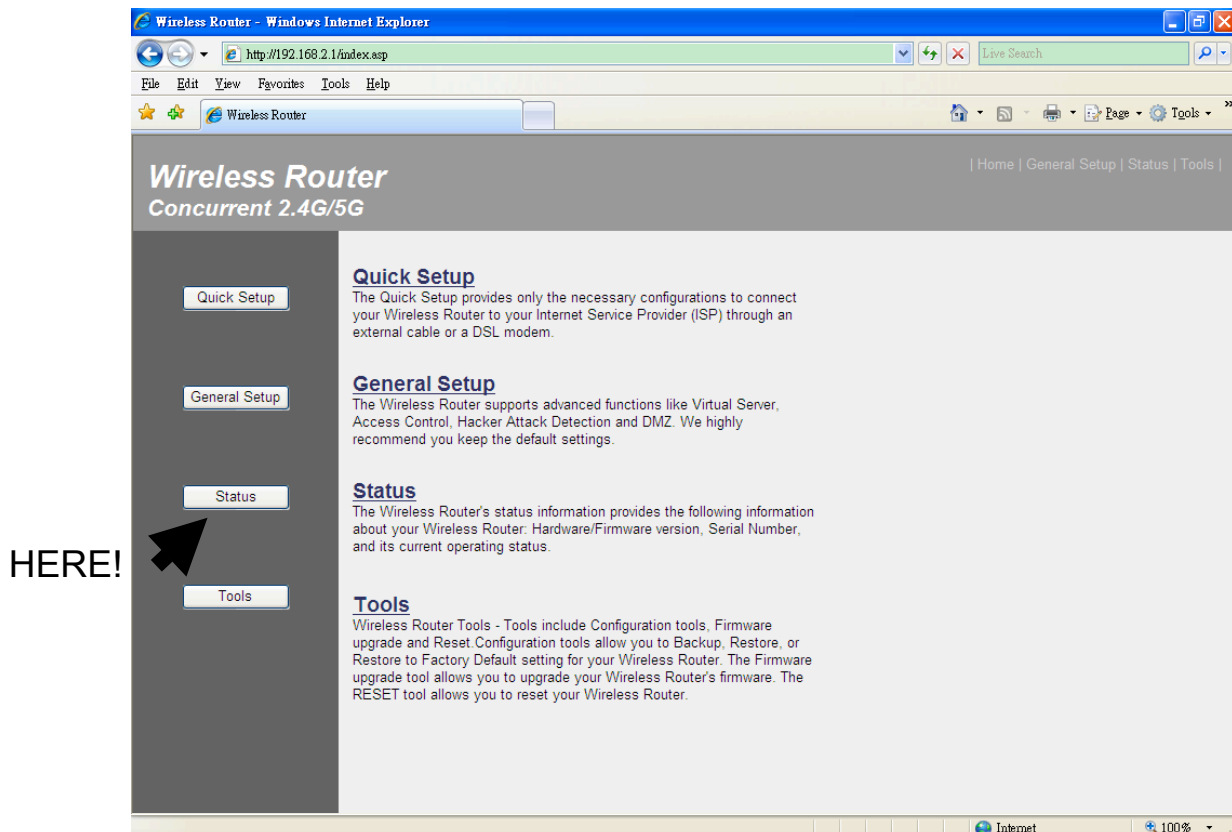 Wireless Router - Windows Internet Explorer
http://192.168.2.1/index.asp
Live Search
File Edit View Favorites Tools Help
Wireless Router
Page
Tools
»
Wireless Router
Concurrent 2.4G/5G
| Home | General Setup | Status | Tools |
Quick Setup
Quick Setup
The Quick Setup provides only the necessary configurations to connect
your Wireless Router to your Internet Service Provider (ISP) through an
external cable or a DSL modem.
General Setup
General Setup
The Wireless Router supports advanced functions like Virtual Server,
Access Control, Hacker Attack Detection and DMZ. We highly
recommend you keep the default settings.
Status
Status
The Wireless Router's status information provides the following information
about your Wireless Router: Hardware/Firmware version, Serial Number,
and its current operating status.
HERE!
Tools
Tools
Wireless Router Tools - Tools include Configuration tools, Firmware
upgrade and Reset.Configuration tools allow you to Backup, Restore, or
Restore to Factory Default setting for your Wireless Router. The Firmware
upgrade tool allows you to upgrade your Wireless Router's firmware. The
RESET tool allows you to reset your Wireless Router.
Internet
100%